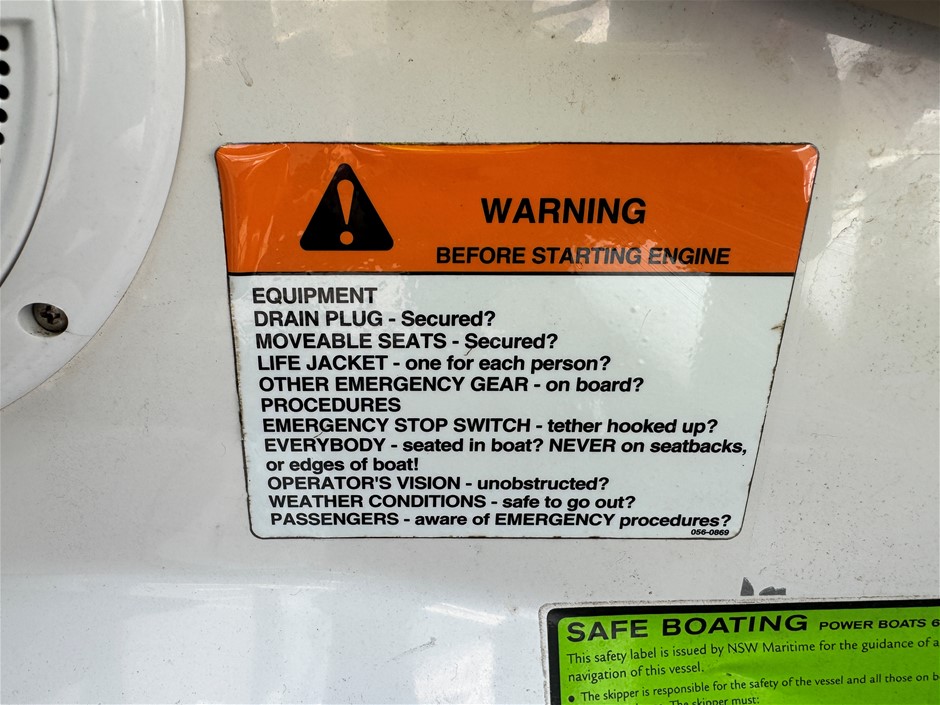 WARNING
BEFORE STARTING ENGINE
EQUIPMENT
DRAIN PLUG - Secured?
MOVEABLE SEATS - Secured?
LIFE JACKET - one for each person?
OTHER EMERGENCY GEAR - on board?
PROCEDURES
EMERGENCY STOP SWITCH - tether hooked up?
EVERYBODY - seated in boat? NEVER on seatbacks,
or edges of boat!
OPERATOR'S VISION - unobstructed?
WEATHER CONDITIONS - safe to go out?
PASSENGERS - aware of EMERGENCY procedures?
056-0869
SAFE BOATING POWER BOATS 6
This safety label is issued by NSW Maritime for the guidance of
navigation of this vessel.
• The skipper is responsible for the safety of the vessel and all those on
The skipper must: